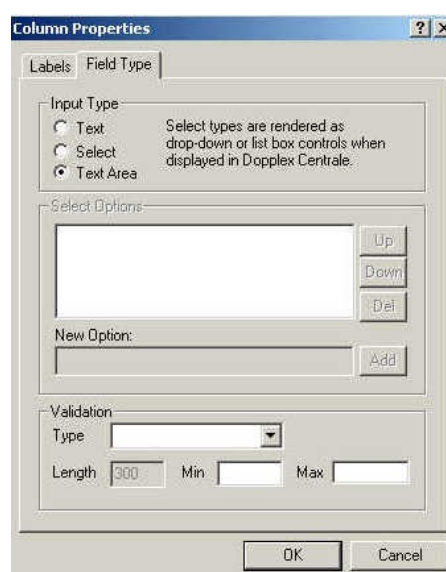 Column Properties
Labels Field Type
Input Type
Text
Select
Text Area
Select types are rendered as
drop-down or list box controls when
displayed in Dopplex Centrale.
Select Options
Up
Down
Del
New Option:
Add
Validation
Type
Length 300 Min Max
OK Cancel